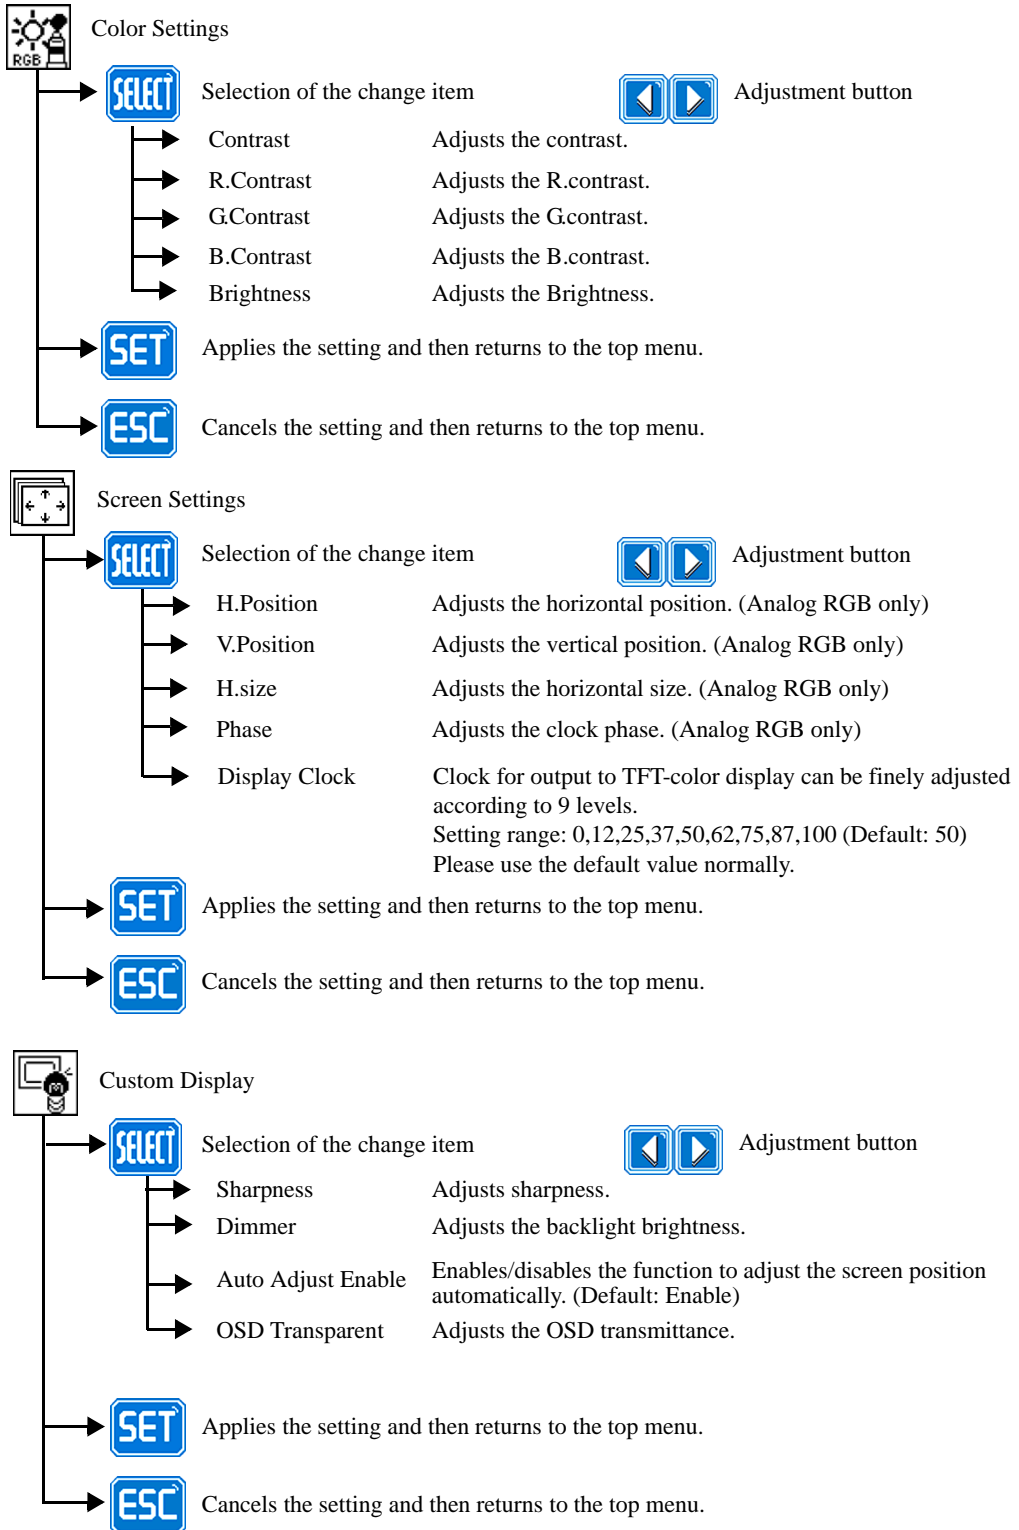 Color Settings
RGB
SELECT Selection of the change item Adjustment button
Contrast Adjusts the contrast.
R.Contrast Adjusts the R.contrast.
G.Contrast Adjusts the G.contrast.
B.Contrast Adjusts the B.contrast.
Brightness Adjusts the Brightness.
SET Applies the setting and then returns to the top menu.
ESC Cancels the setting and then returns to the top menu.
Screen Settings
SELECT Selection of the change item Adjustment button
H.Position Adjusts the horizontal position. (Analog RGB only)
V.Position Adjusts the vertical position. (Analog RGB only)
H.size Adjusts the horizontal size. (Analog RGB only)
Phase Adjusts the clock phase. (Analog RGB only)
Display Clock Clock for output to TFT-color display can be finely adjusted
according to 9 levels.
Setting range: 0,12,25,37,50,62,75,87,100 (Default: 50)
Please use the default value normally.
SET Applies the setting and then returns to the top menu.
ESC Cancels the setting and then returns to the top menu.
Custom Display
SELECT Selection of the change item Adjustment button
Sharpness Adjusts sharpness.
Dimmer Adjusts the backlight brightness.
Auto Adjust Enable Enables/disables the function to adjust the screen position
automatically. (Default: Enable)
OSD Transparent Adjusts the OSD transmittance.
SET Applies the setting and then returns to the top menu.
ESC Cancels the setting and then returns to the top menu.